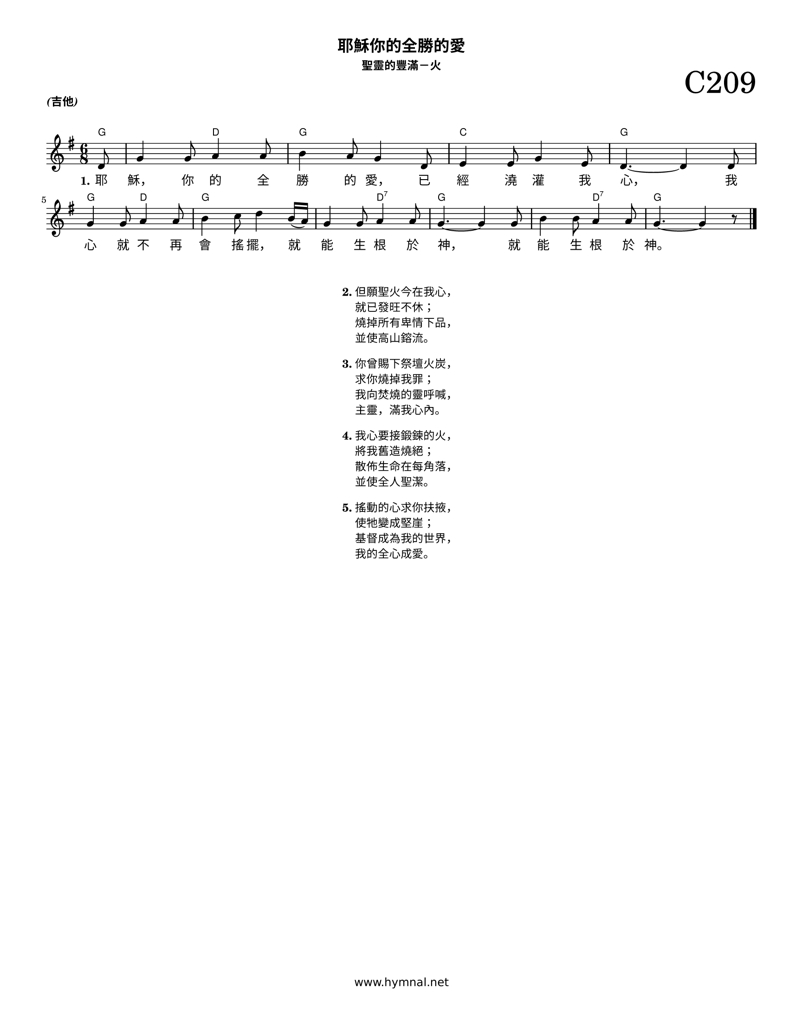 耶穌你的全勝的愛
聖靈的豐滿－火
C209
(吉他)
G D G C G
6
8
1. 耶 穌, 你 的 全 勝 的 愛, 已 經 澆 灌 我 心, 我
5
G D G D7 G D7 G
心 就 不 再 會 搖 擺, 就 能 生 根 於 神, 就 能 生 根 於 神。
2. 但願聖火今在我心,
就已發旺不休；
燒掉所有卑情下品,
並使高山鎔流。
3. 你曾賜下祭壇火炭,
求你燒掉我罪；
我向焚燒的靈呼喊,
主靈, 滿我心內。
4. 我心要接鍛鍊的火,
將我舊造燒絕；
散佈生命在每角落,
並使全人聖潔。
5. 搖動的心求你扶掖,
使牠變成堅崖；
基督成為我的世界,
我的全心成愛。
www.hymnal.net